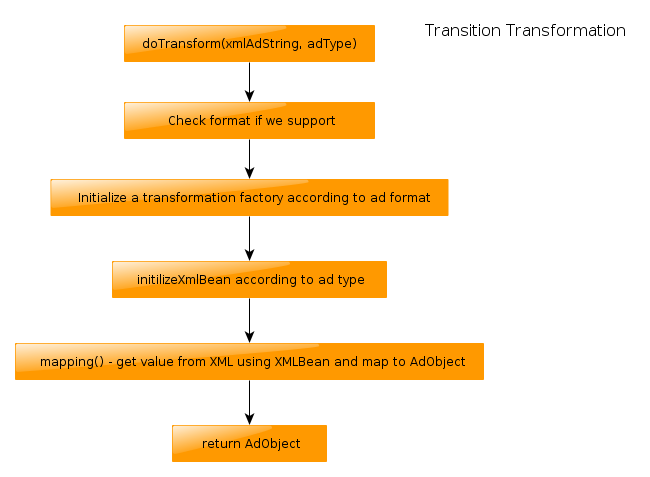 Transition Transformation
doTransform(xmlAdString, adType)
Check format if we support
Initialize a transformation factory according to ad format
initilizeXmlBean according to ad type
mapping() - get value from XML using XMLBean and map to AdObject
return AdObject